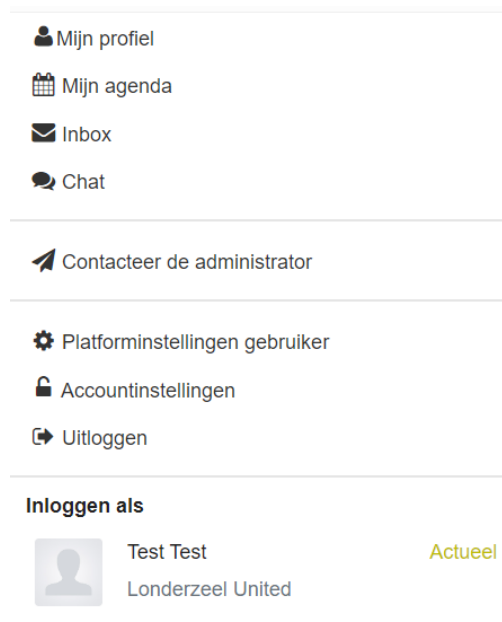 Mijn profiel
Mijn agenda
Inbox
Chat
Contacteer de administrator
Platforminstellingen gebruiker
Accountinstellingen
Uitloggen
Inloggen als
Test Test Actueel
Londerzeel United